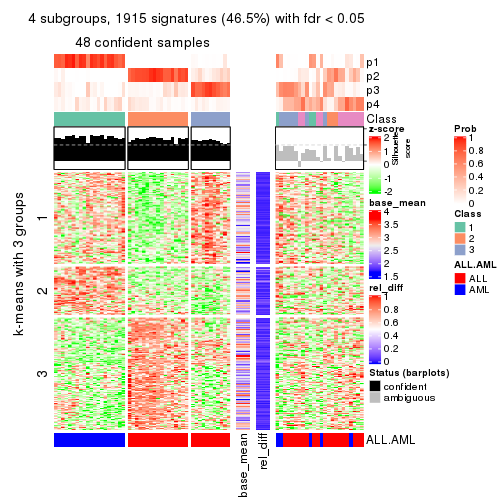 4 subgroups, 1915 signatures (46.5%) with fdr < 0.05
48 confident samples
p1
p2
p3
p4
Class
z-score
2
1
0
-1
-2
Silhouette
score
Prob
1
0.8
0.6
0.4
0.2
0
k-means with 3 groups
1
2
3
base_mean
4
3.5
3
2.5
2
1.5
Class
1
2
3
ALL.AML
ALL
AML
rel_diff
1
0.8
0.6
0.4
0.2
0
Status (barplots)
confident
ambiguous
ALL.AML
base_mean
rel_diff